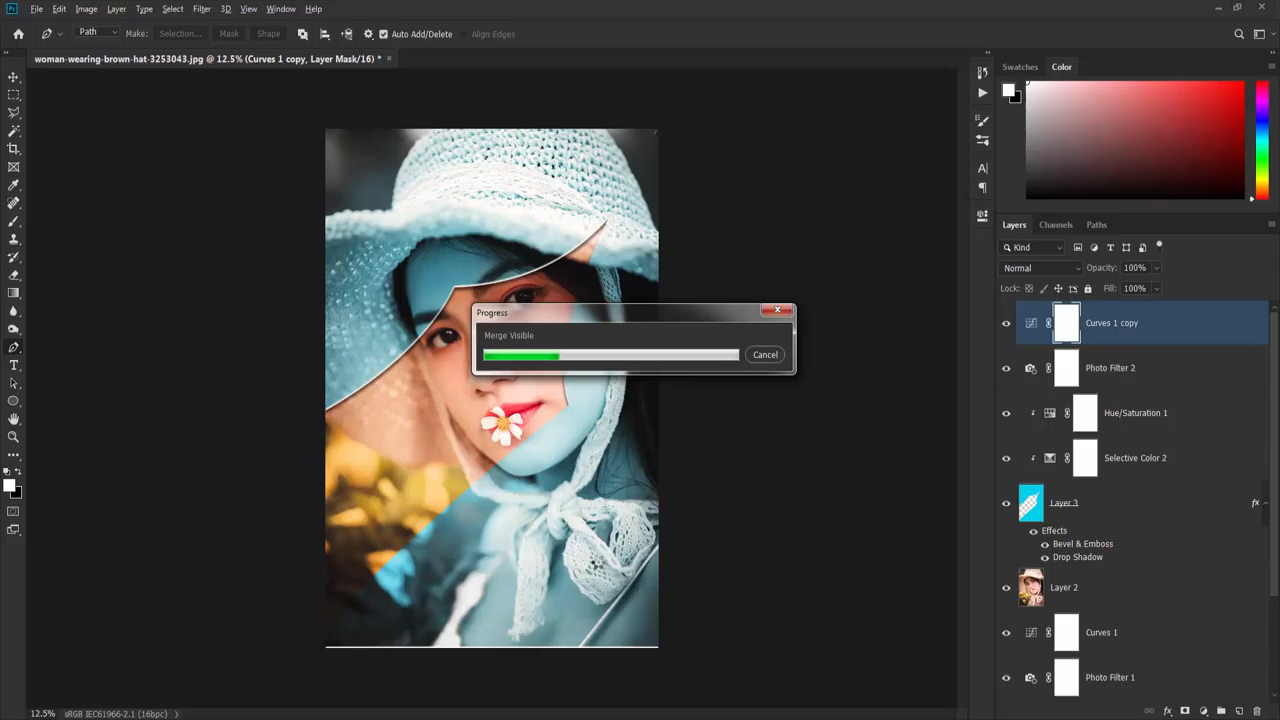 Ps File Edit Image Layer Type Select Filter 3D View Window Help
Path Make: Selection... Mask Shape Auto Add/Delete Align Edges
woman-wearing-brown-hat-3253043.jpg @ 12.5% (Curves 1 copy, Layer Mask/16) * ×
Swatches Color
Layers Channels Paths
Kind
Normal Opacity: 100%
Lock: Fill: 100%
Curves 1 copy
Photo Filter 2
Hue/Saturation 1
Selective Color 2
Layer 3 fx
Effects
Bevel & Emboss
Drop Shadow
Layer 2
Curves 1
Photo Filter 1
Progress
Merge Visible
Cancel
12.5% sRGB IEC61966-2.1 (16bpc)